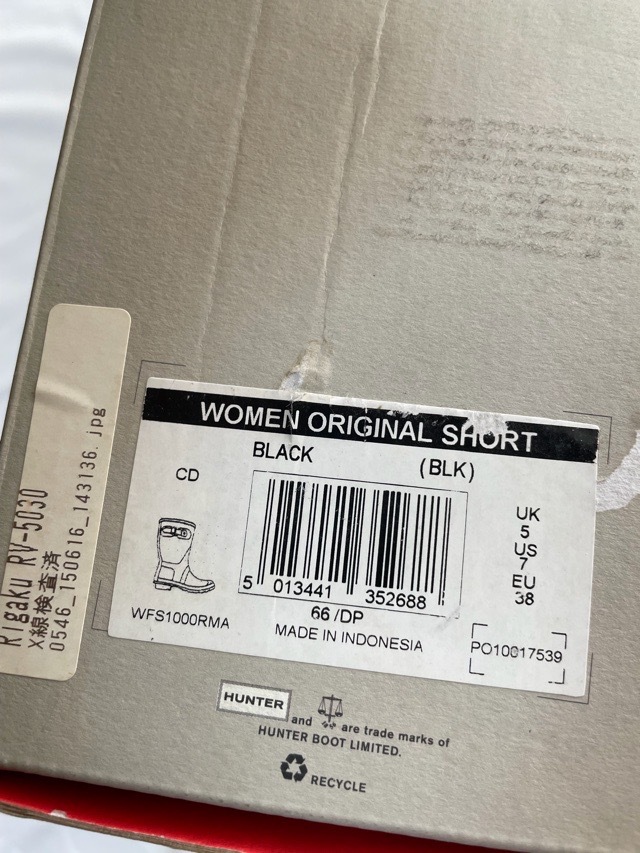 WOMEN ORIGINAL SHORT
BLACK (BLK)
CD
UK
5
US
7
EU
38
5 013441 352688
66/DP
WFS1000RMA
MADE IN INDONESIA
PO10017539
Rigaku RV-5030
X線検査済
0546_150616_143136.jpg
HUNTER and are trade marks of
HUNTER BOOT LIMITED.
RECYCLE